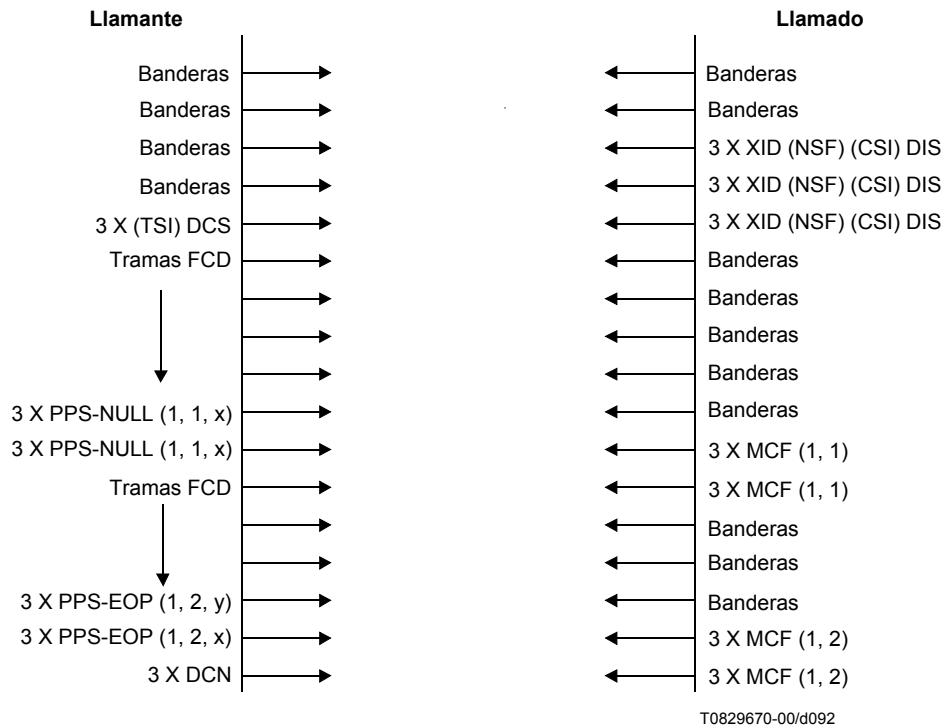 Llamante Llamado
Banderas Banderas
Banderas Banderas
Banderas 3 X XID (NSF) (CSI) DIS
Banderas 3 X XID (NSF) (CSI) DIS
3 X (TSI) DCS 3 X XID (NSF) (CSI) DIS
Tramas FCD Banderas
Banderas
Banderas
Banderas
3 X PPS-NULL (1, 1, x) Banderas
3 X PPS-NULL (1, 1, x) 3 X MCF (1, 1)
Tramas FCD 3 X MCF (1, 1)
Banderas
Banderas
3 X PPS-EOP (1, 2, y) Banderas
3 X PPS-EOP (1, 2, x) 3 X MCF (1, 2)
3 X DCN 3 X MCF (1, 2)
T0829670-00/d092